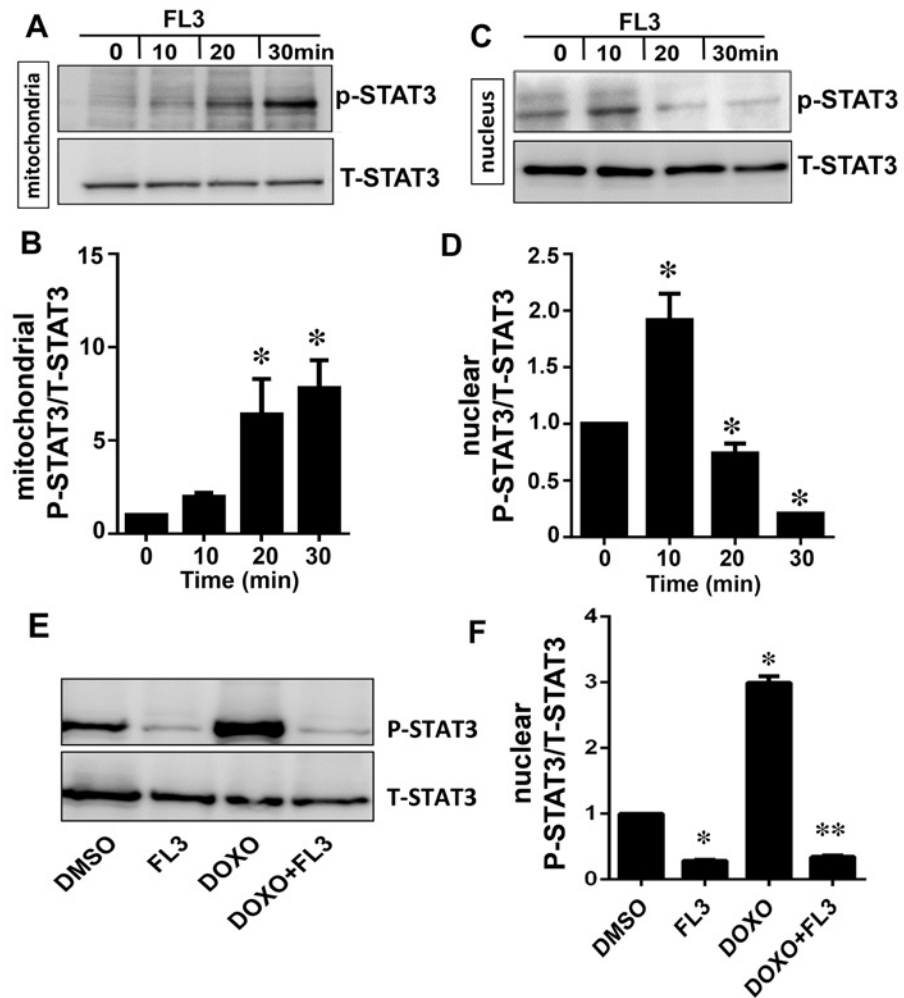 A
FL3
0 10 20 30min
mitochondria
p-STAT3
T-STAT3
C
FL3
0 10 20 30min
nucleus
p-STAT3
T-STAT3
B
mitochondrial
P-STAT3/T-STAT3
15
10
5
0
*
*
0 10 20 30
Time (min)
D
nuclear
P-STAT3/T-STAT3
2.5
2.0
1.5
1.0
0.5
0
*
*
*
0 10 20 30
Time (min)
E
P-STAT3
T-STAT3
DMSO
FL3
DOXO
DOXO+FL3
F
nuclear
P-STAT3/T-STAT3
4
3
2
1
0
*
*
**
DMSO
FL3
DOXO
DOXO+FL3